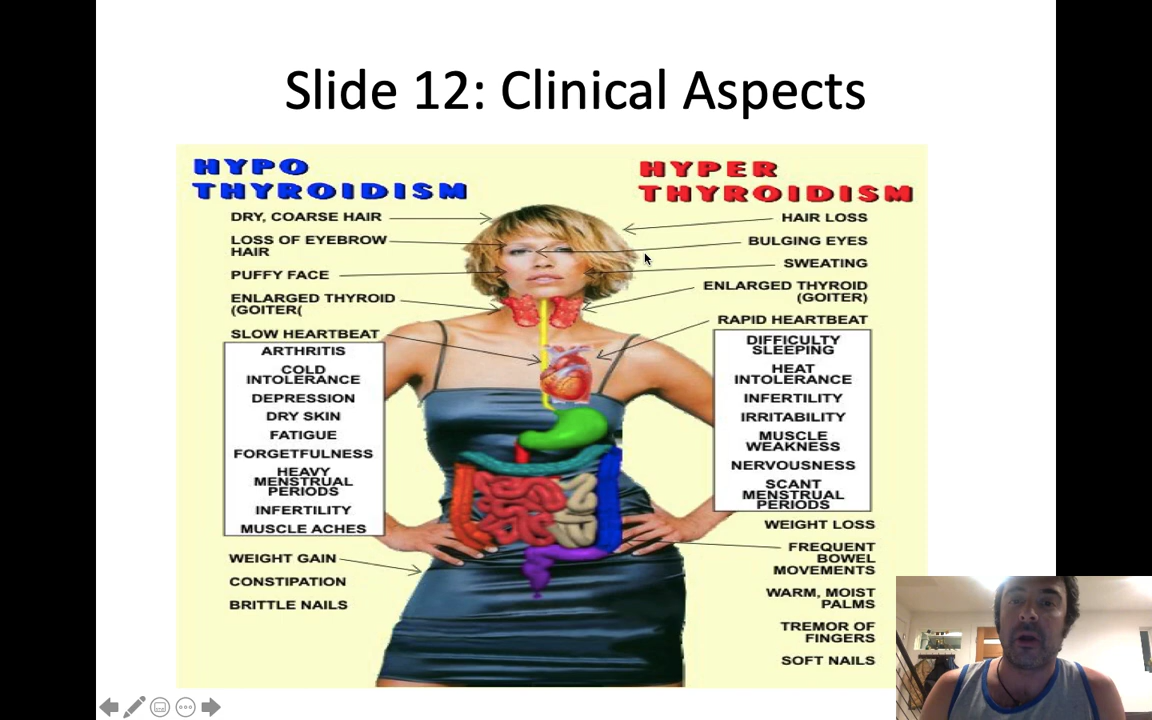 Slide 12: Clinical Aspects
HYPO
THYROIDISM
DRY, COARSE HAIR
LOSS OF EYEBROW
HAIR
PUFFY FACE
ENLARGED THYROID
(GOITER(
SLOW HEARTBEAT
ARTHRITIS
COLD
INTOLERANCE
DEPRESSION
DRY SKIN
FATIGUE
FORGETFULNESS
HEAVY
MENSTRUAL
PERIODS
INFERTILITY
MUSCLE ACHES
WEIGHT GAIN
CONSTIPATION
BRITTLE NAILS
HYPER
THYROIDISM
HAIR LOSS
BULGING EYES
SWEATING
ENLARGED THYROID
(GOITER)
RAPID HEARTBEAT
DIFFICULTY
SLEEPING
HEAT
INTOLERANCE
INFERTILITY
IRRITABILITY
MUSCLE
WEAKNESS
NERVOUSNESS
SCANT
MENSTRUAL
PERIODS
WEIGHT LOSS
FREQUENT
BOWEL
MOVEMENTS
WARM, MOIST
PALMS
TREMOR OF
FINGERS
SOFT NAILS